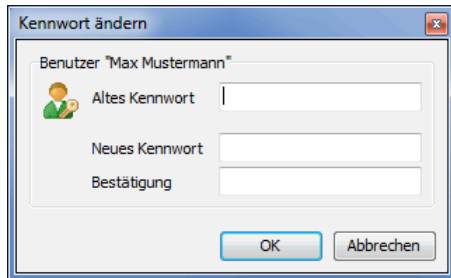 Kennwort ändern
Benutzer "Max Mustermann"
Altes Kennwort
Neues Kennwort
Bestätigung
OK Abbrechen